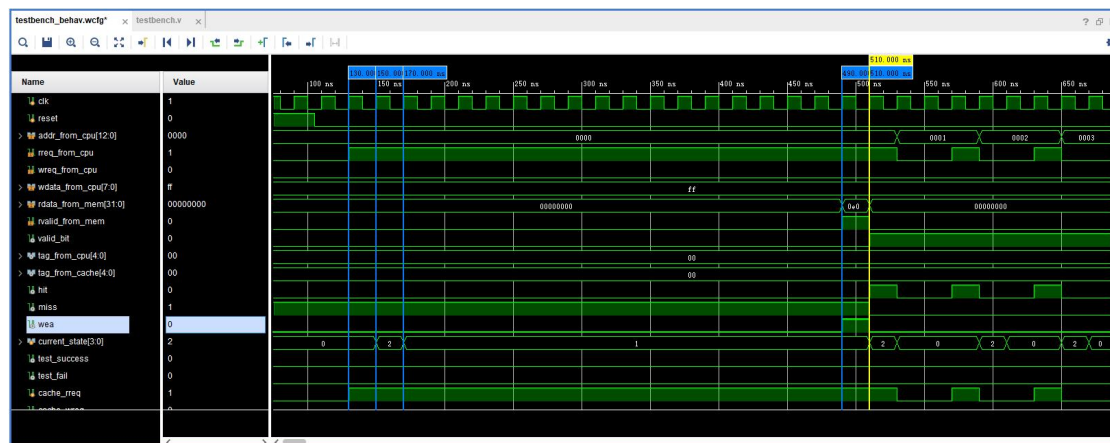 testbench_behav.wcfg* × testbench.v ×
?
510.000 ns
130.00 150.00 170.000 ns 490.00 510.000 ns
Name Value
100 ns 150 ns 200 ns 250 ns 300 ns 350 ns 400 ns 450 ns 500 ns 550 ns 600 ns 650 ns
clk 1
reset 0
addr_from_cpu[12:0] 0000 0000 0001 0002 0003
rreq_from_cpu 1
wreq_from_cpu 0
wdata_from_cpu[7:0] ff ff
rdata_from_mem[31:0] 00000000 00000000 00000000
rvalid_from_mem 0
valid_bit 0
tag_from_cpu[4:0] 00 00
tag_from_cache[4:0] 00 00
hit 0
miss 1
wea 0
current_state[3:0] 2 0 2 1 2 0 2 0 2 0
test_success 0
test_fail 0
cache_rreq 1